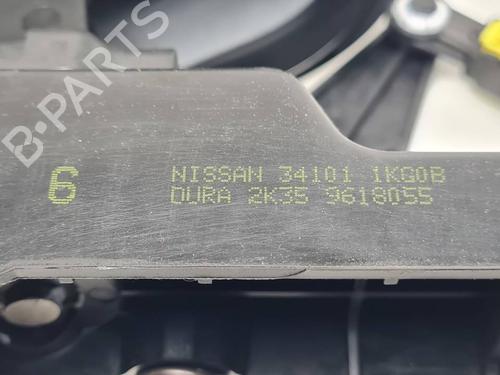 B-PARTS
6
NISSAN 34101 1KG0B
DURA 2K35 9618055